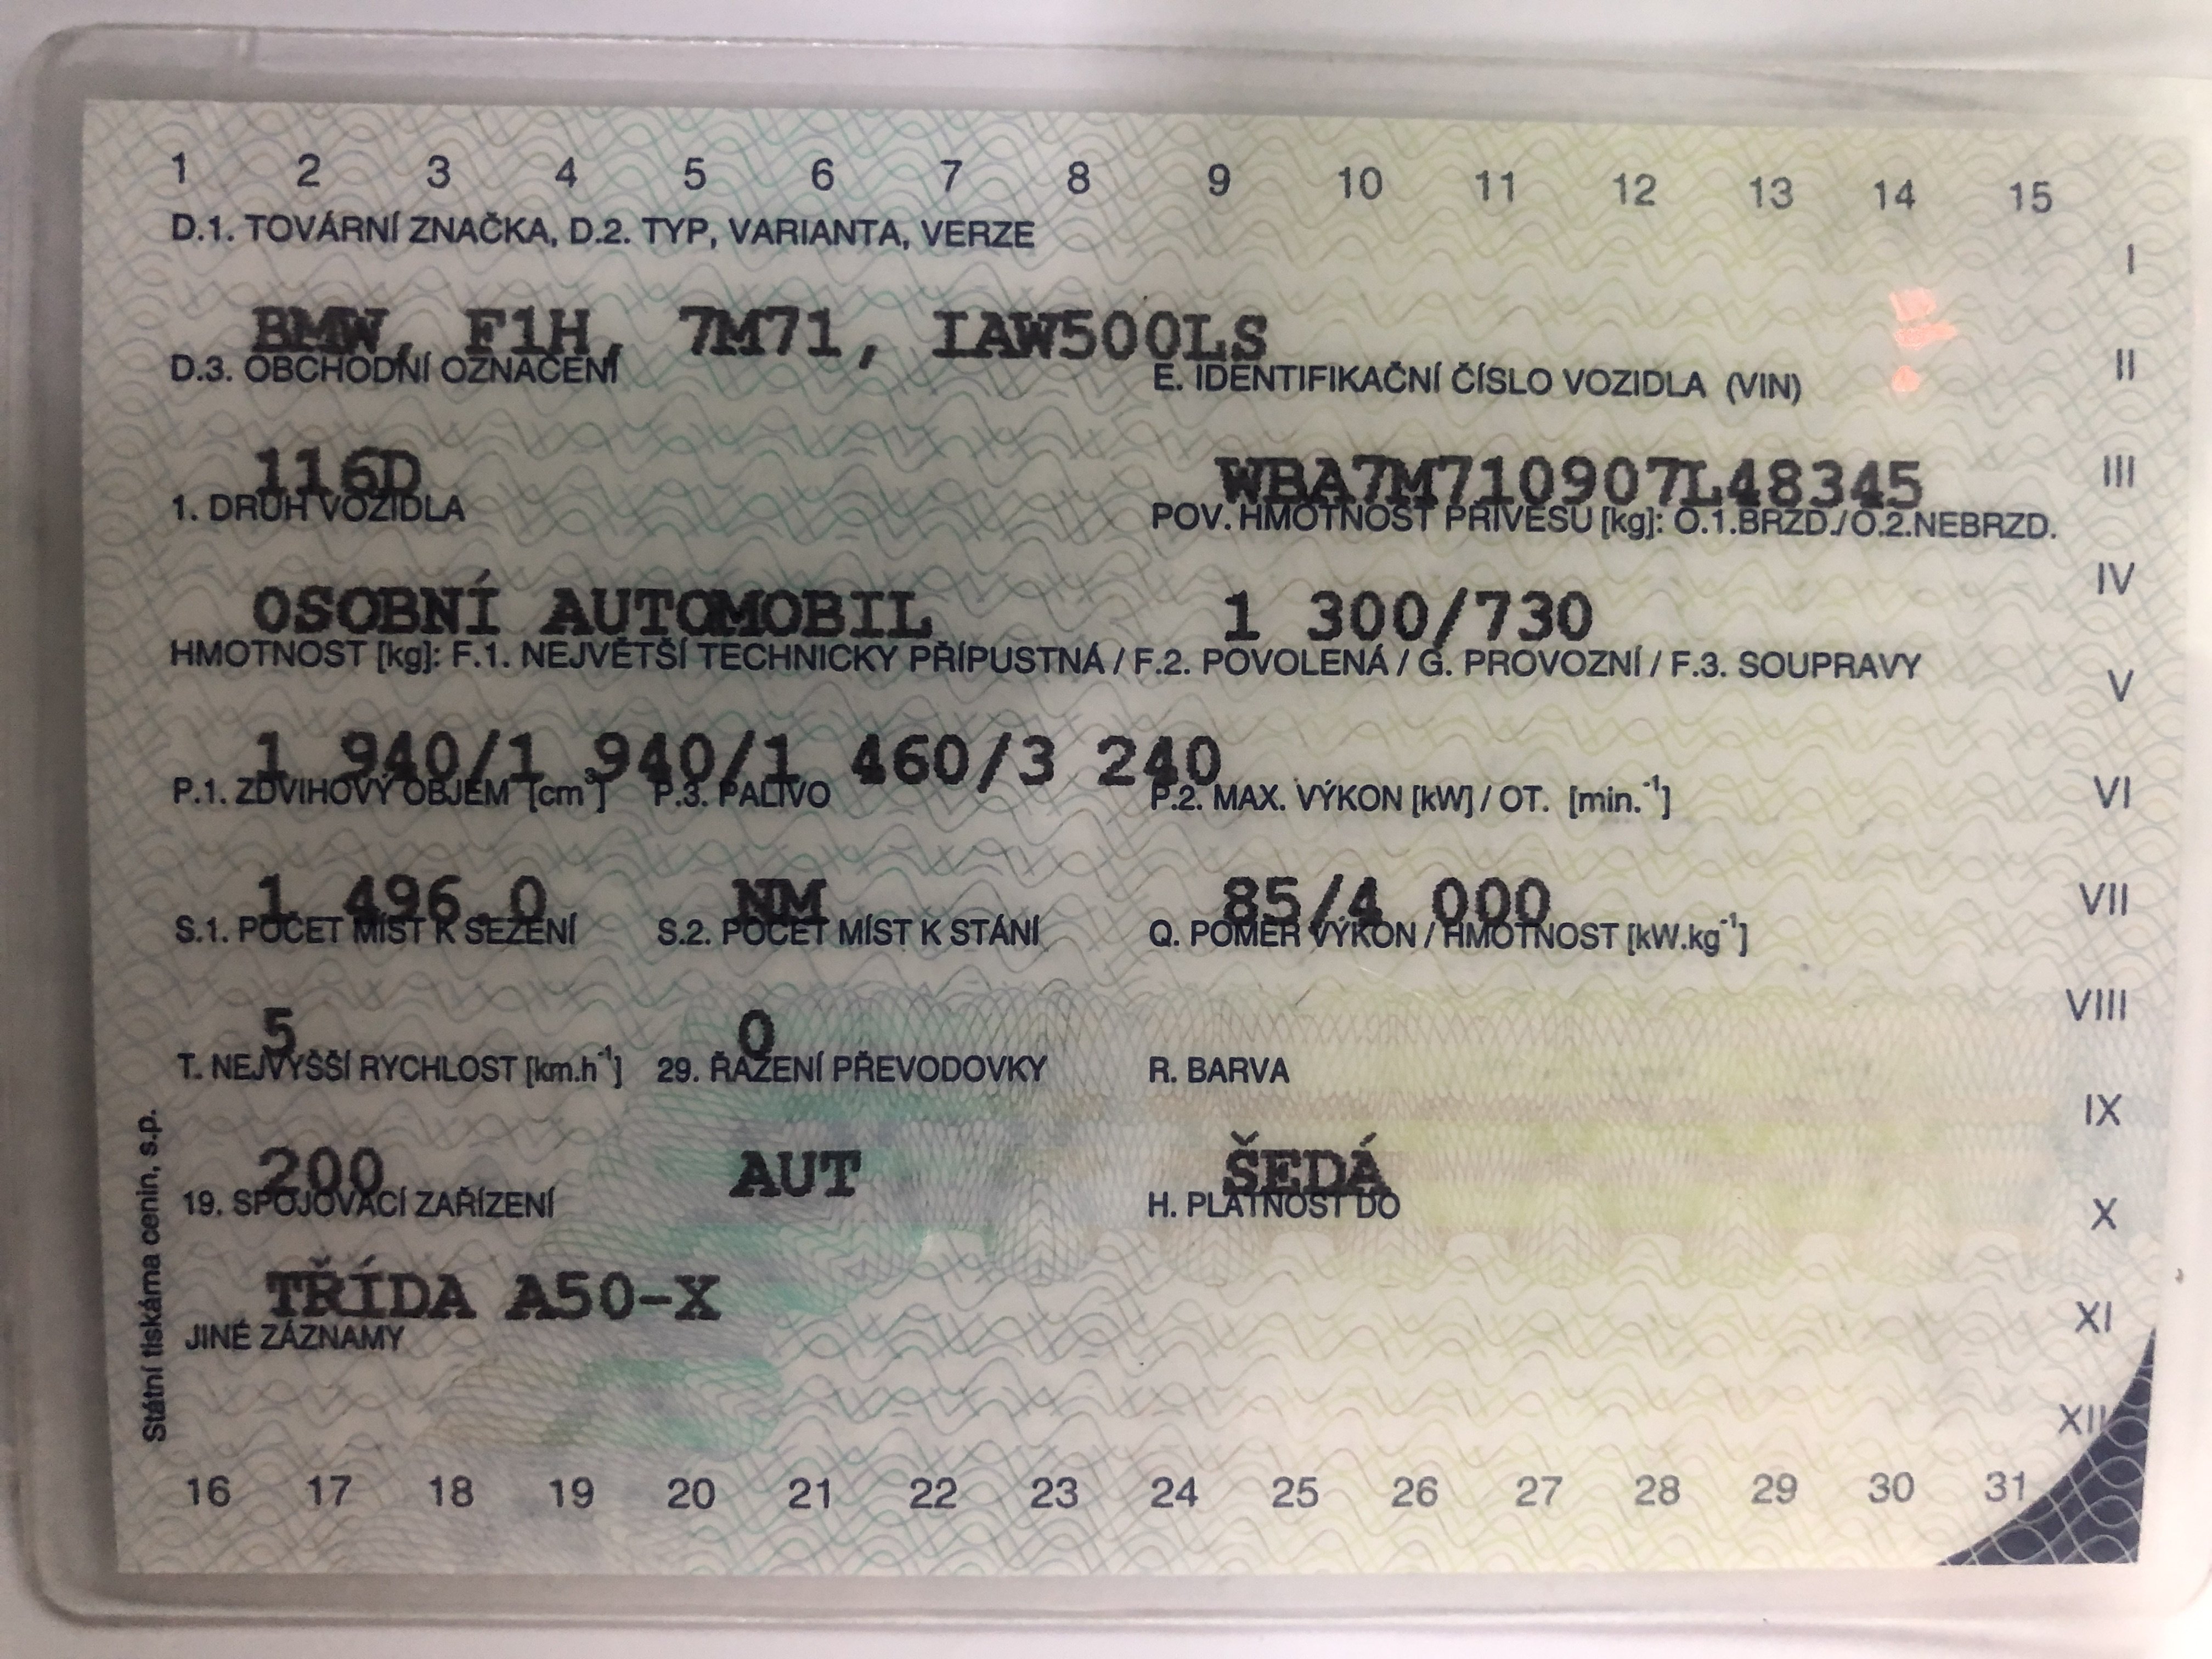 1 2 3 4 5 6 7 8 9 10 11 12 13 14 15
D.1. TOVÁRNÍ ZNAČKA, D.2. TYP, VARIANTA, VERZE
I
BMW, F1H, 7M71, IAW500LS
D.3. OBCHODNÍ OZNAČENÍ E. IDENTIFIKAČNÍ ČÍSLO VOZIDLA (VIN)
II
116D WBA7M710907L48345
III
1. DRUH VOZIDLA POV. HMOTNOST PŘÍVĚSU [kg]: O.1.BRZD./O.2.NEBRZD.
IV
OSOBNÍ AUTOMOBIL 1 300/730
HMOTNOST [kg]: F.1. NEJVĚTŠÍ TECHNICKY PŘÍPUSTNÁ / F.2. POVOLENÁ / G. PROVOZNÍ / F.3. SOUPRAVY
V
1 940/1 940/1 460/3 240
P.1. ZDVIHOVÝ OBJEM [cm³] P.3. PALIVO P.2. MAX. VÝKON [kW] / OT. [min.⁻¹]
VI
1 496.0 NM 85/4 000
VII
S.1. POČET MÍST K SEZENÍ S.2. POČET MÍST K STÁNÍ Q. POMĚR VÝKON / HMOTNOST [kW.kg⁻¹]
VIII
5 0
T. NEJVYŠŠÍ RYCHLOST [km.h⁻¹] 29. ŘAZENÍ PŘEVODOVKY R. BARVA
IX
200 AUT ŠEDÁ
19. SPOJOVACÍ ZAŘÍZENÍ H. PLATNOST DO
X
TŘÍDA A50-X
XI
JINÉ ZÁZNAMY
XII
16 17 18 19 20 21 22 23 24 25 26 27 28 29 30 31
Státní tiskárna cenin, s.p.